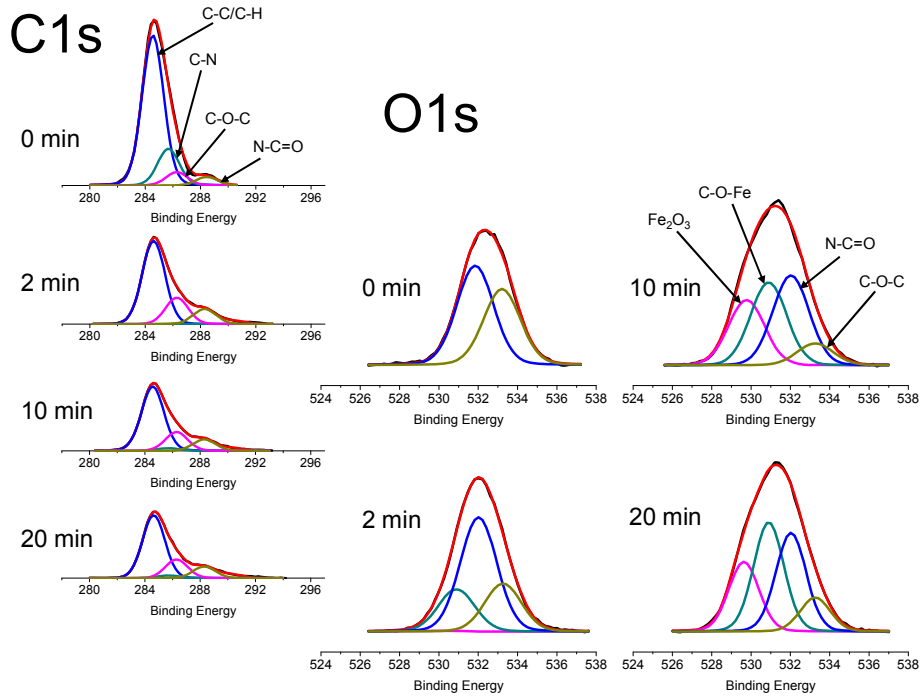 C1s
C-C/C-H
C-N
C-O-C
N-C=O
0 min
280 284 288 292 296
Binding Energy
2 min
280 284 288 292 296
Binding Energy
10 min
280 284 288 292 296
Binding Energy
20 min
280 284 288 292 296
Binding Energy
O1s
0 min
524 526 528 530 532 534 536 538
Binding Energy
C-O-Fe
Fe₂O₃
N-C=O
C-O-C
10 min
524 526 528 530 532 534 536 538
Binding Energy
2 min
524 526 528 530 532 534 536 538
Binding Energy
20 min
524 526 528 530 532 534 536 538
Binding Energy